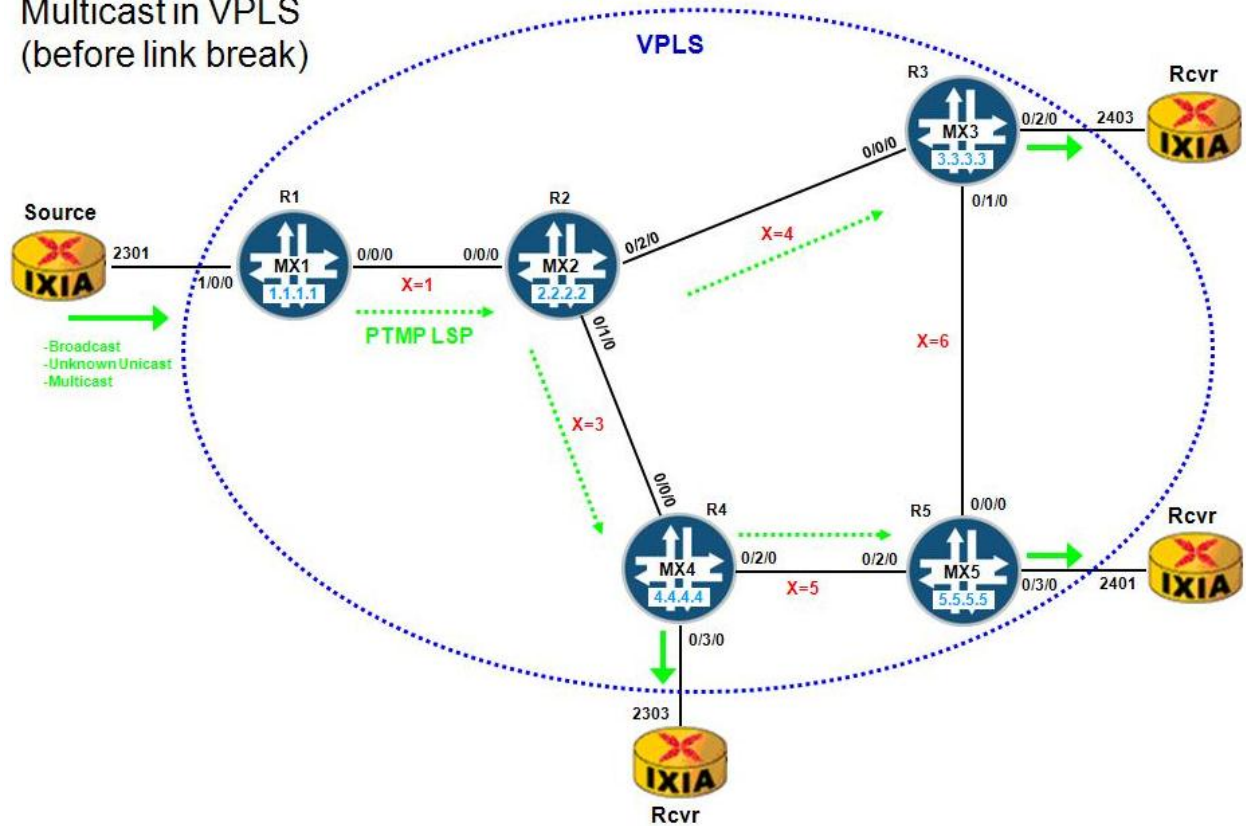 Multicast in VPLS
(before link break)
VPLS
Source
IXIA
2301
1/0/0
-Broadcast
-Unknown Unicast
-Multicast
R1
MX1
1.1.1.1
0/0/0
X=1
0/0/0
PTMP LSP
R2
MX2
2.2.2.2
0/2/0
0/1/0
X=4
0/0/0
R3
MX3
3.3.3.3
0/2/0
2403
Rcvr
IXIA
0/1/0
X=6
X=3
0/0/0
R4
MX4
4.4.4.4
0/2/0
X=5
0/2/0
R5
0/0/0
MX5
5.5.5.5
0/3/0
2401
Rcvr
IXIA
0/3/0
2303
IXIA
Rcvr